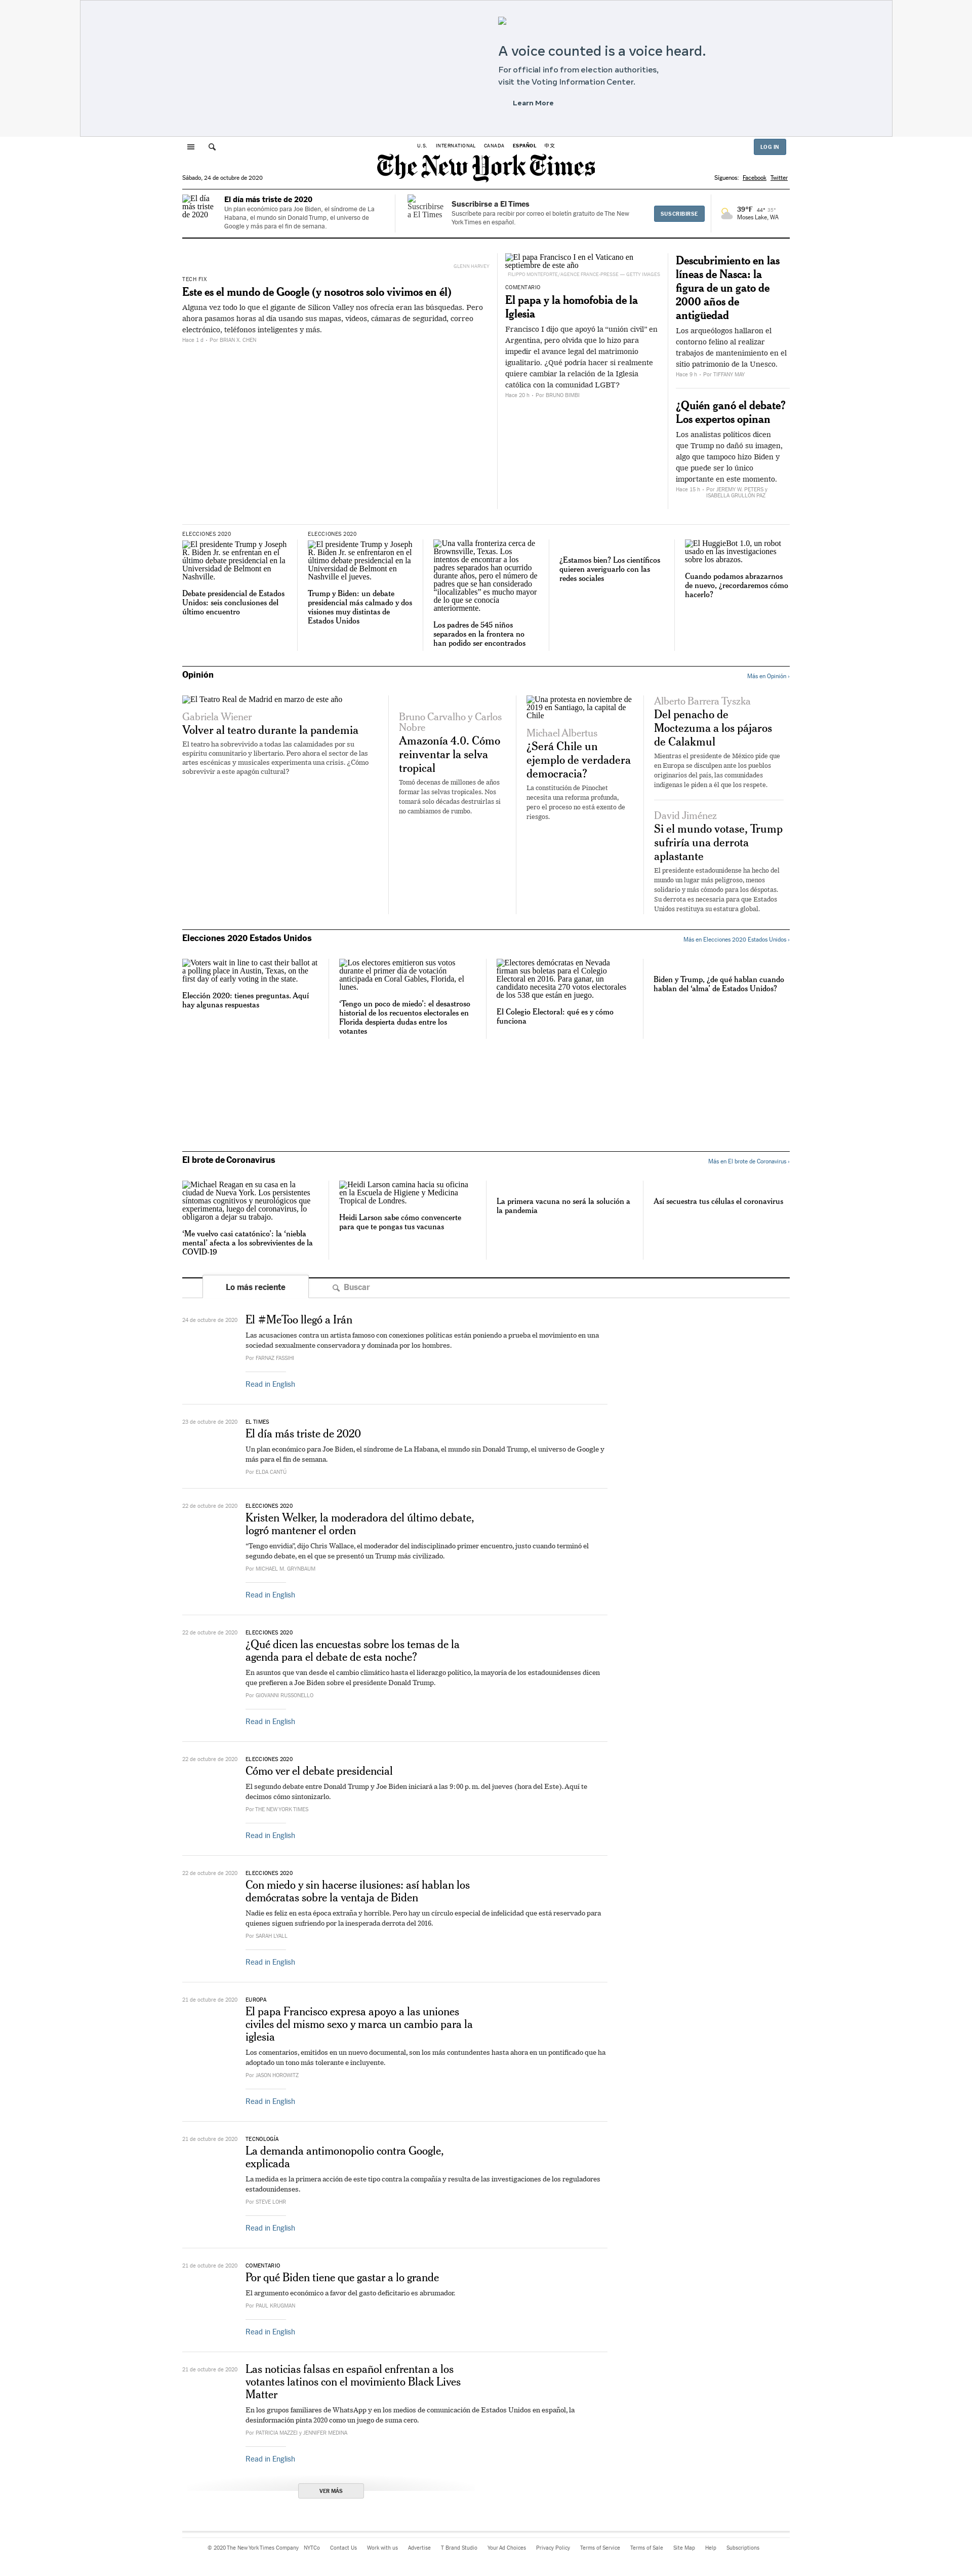 A voice counted is a voice heard.
For official info from election authorities,
visit the Voting Information Center.
Learn More
U.S.
INTERNATIONAL
CANADA
ESPAÑOL
中文
LOG IN
The New York Times
Sábado, 24 de octubre de 2020
Síguenos:
Facebook
Twitter
El día
más triste
de 2020
El día más triste de 2020
Un plan económico para Joe Biden, el síndrome de La
Habana, el mundo sin Donald Trump, el universo de
Google y más para el fin de semana.
Suscribirse
a El Times
Suscribirse a El Times
Suscríbete para recibir por correo el boletín gratuito de The New
York Times en español.
SUSCRIBIRSE
39°F
44° 33°
Moses Lake, WA
GLENN HARVEY
TECH FIX
Este es el mundo de Google (y nosotros solo vivimos en él)
Alguna vez todo lo que el gigante de Silicon Valley nos ofrecía eran las búsquedas. Pero
ahora pasamos horas al día usando sus mapas, videos, cámaras de seguridad, correo
electrónico, teléfonos inteligentes y más.
Hace 1 d – Por BRIAN X. CHEN
El papa Francisco I en el Vaticano en
septiembre de este año
FILIPPO MONTEFORTE/AGENCE FRANCE-PRESSE — GETTY IMAGES
COMENTARIO
El papa y la homofobia de la
Iglesia
Francisco I dijo que apoyó la “unión civil” en
Argentina, pero olvida que lo hizo para
impedir el avance legal del matrimonio
igualitario. ¿Qué podría hacer si realmente
quiere cambiar la relación de la Iglesia
católica con la comunidad LGBT?
Hace 20 h – Por BRUNO BIMBI
Descubrimiento en las
líneas de Nasca: la
figura de un gato de
2000 años de
antigüedad
Los arqueólogos hallaron el
contorno felino al realizar
trabajos de mantenimiento en el
sitio patrimonio de la Unesco.
Hace 9 h – Por TIFFANY MAY
¿Quién ganó el debate?
Los expertos opinan
Los analistas políticos dicen
que Trump no dañó su imagen,
algo que tampoco hizo Biden y
que puede ser lo único
importante en este momento.
Hace 15 h – Por JEREMY W. PETERS y
ISABELLA GRULLÓN PAZ
ELECCIONES 2020
El presidente Trump y Joseph
R. Biden Jr. se enfrentan en el
último debate presidencial en la
Universidad de Belmont en
Nashville.
Debate presidencial de Estados
Unidos: seis conclusiones del
último encuentro
ELECCIONES 2020
El presidente Trump y Joseph
R. Biden Jr. se enfrentaron en el
último debate presidencial en la
Universidad de Belmont en
Nashville el jueves.
Trump y Biden: un debate
presidencial más calmado y dos
visiones muy distintas de
Estados Unidos
Una valla fronteriza cerca de
Brownsville, Texas. Los
intentos de encontrar a los
padres separados han ocurrido
durante años, pero el número de
padres que se han considerado
“ilocalizables” es mucho mayor
de lo que se conocía
anteriormente.
Los padres de 545 niños
separados en la frontera no
han podido ser encontrados
¿Estamos bien? Los científicos
quieren averiguarlo con las
redes sociales
El HuggieBot 1.0, un robot
usado en las investigaciones
sobre los abrazos.
Cuando podamos abrazarnos
de nuevo, ¿recordaremos cómo
hacerlo?
Opinión
Más en Opinión ›
El Teatro Real de Madrid en marzo de este año
Gabriela Wiener
Volver al teatro durante la pandemia
El teatro ha sobrevivido a todas las calamidades por su
espíritu comunitario y libertario. Pero ahora el sector de las
artes escénicas y musicales experimenta una crisis. ¿Cómo
sobrevivir a este apagón cultural?
Bruno Carvalho y Carlos
Nobre
Amazonía 4.0. Cómo
reinventar la selva
tropical
Tomó decenas de millones de años
formar las selvas tropicales. Nos
tomará solo décadas destruirlas si
no cambiamos de rumbo.
Una protesta en noviembre de
2019 en Santiago, la capital de
Chile
Michael Albertus
¿Será Chile un
ejemplo de verdadera
democracia?
La constitución de Pinochet
necesita una reforma profunda,
pero el proceso no está exento de
riesgos.
Alberto Barrera Tyszka
Del penacho de
Moctezuma a los pájaros
de Calakmul
Mientras el presidente de México pide que
en Europa se disculpen ante los pueblos
originarios del país, las comunidades
indígenas le piden a él que los respete.
David Jiménez
Si el mundo votase, Trump
sufriría una derrota
aplastante
El presidente estadounidense ha hecho del
mundo un lugar más peligroso, menos
solidario y más cómodo para los déspotas.
Su derrota es necesaria para que Estados
Unidos restituya su estatura global.
Elecciones 2020 Estados Unidos
Más en Elecciones 2020 Estados Unidos ›
Voters wait in line to cast their ballot at
a polling place in Austin, Texas, on the
first day of early voting in the state.
Elección 2020: tienes preguntas. Aquí
hay algunas respuestas
Los electores emitieron sus votos
durante el primer día de votación
anticipada en Coral Gables, Florida, el
lunes.
‘Tengo un poco de miedo’: el desastroso
historial de los recuentos electorales en
Florida despierta dudas entre los
votantes
Electores demócratas en Nevada
firman sus boletas para el Colegio
Electoral en 2016. Para ganar, un
candidato necesita 270 votos electorales
de los 538 que están en juego.
El Colegio Electoral: qué es y cómo
funciona
Biden y Trump, ¿de qué hablan cuando
hablan del ‘alma’ de Estados Unidos?
El brote de Coronavirus
Más en El brote de Coronavirus ›
Michael Reagan en su casa en la
ciudad de Nueva York. Los persistentes
síntomas cognitivos y neurológicos que
experimenta, luego del coronavirus, lo
obligaron a dejar su trabajo.
‘Me vuelvo casi catatónico’: la ‘niebla
mental’ afecta a los sobrevivientes de la
COVID-19
Heidi Larson camina hacia su oficina
en la Escuela de Higiene y Medicina
Tropical de Londres.
Heidi Larson sabe cómo convencerte
para que te pongas tus vacunas
La primera vacuna no será la solución a
la pandemia
Así secuestra tus células el coronavirus
Lo más reciente
Buscar
24 de octubre de 2020
El #MeToo llegó a Irán
Las acusaciones contra un artista famoso con conexiones políticas están poniendo a prueba el movimiento en una
sociedad sexualmente conservadora y dominada por los hombres.
Por FARNAZ FASSIHI
Read in English
23 de octubre de 2020
EL TIMES
El día más triste de 2020
Un plan económico para Joe Biden, el síndrome de La Habana, el mundo sin Donald Trump, el universo de Google y
más para el fin de semana.
Por ELDA CANTÚ
22 de octubre de 2020
ELECCIONES 2020
Kristen Welker, la moderadora del último debate,
logró mantener el orden
“Tengo envidia”, dijo Chris Wallace, el moderador del indisciplinado primer encuentro, justo cuando terminó el
segundo debate, en el que se presentó un Trump más civilizado.
Por MICHAEL M. GRYNBAUM
Read in English
22 de octubre de 2020
ELECCIONES 2020
¿Qué dicen las encuestas sobre los temas de la
agenda para el debate de esta noche?
En asuntos que van desde el cambio climático hasta el liderazgo político, la mayoría de los estadounidenses dicen
que prefieren a Joe Biden sobre el presidente Donald Trump.
Por GIOVANNI RUSSONELLO
Read in English
22 de octubre de 2020
ELECCIONES 2020
Cómo ver el debate presidencial
El segundo debate entre Donald Trump y Joe Biden iniciará a las 9:00 p. m. del jueves (hora del Este). Aquí te
decimos cómo sintonizarlo.
Por THE NEW YORK TIMES
Read in English
22 de octubre de 2020
ELECCIONES 2020
Con miedo y sin hacerse ilusiones: así hablan los
demócratas sobre la ventaja de Biden
Nadie es feliz en esta época extraña y horrible. Pero hay un círculo especial de infelicidad que está reservado para
quienes siguen sufriendo por la inesperada derrota del 2016.
Por SARAH LYALL
Read in English
21 de octubre de 2020
EUROPA
El papa Francisco expresa apoyo a las uniones
civiles del mismo sexo y marca un cambio para la
iglesia
Los comentarios, emitidos en un nuevo documental, son los más contundentes hasta ahora en un pontificado que ha
adoptado un tono más tolerante e incluyente.
Por JASON HOROWITZ
Read in English
21 de octubre de 2020
TECNOLOGÍA
La demanda antimonopolio contra Google,
explicada
La medida es la primera acción de este tipo contra la compañía y resulta de las investigaciones de los reguladores
estadounidenses.
Por STEVE LOHR
Read in English
21 de octubre de 2020
COMENTARIO
Por qué Biden tiene que gastar a lo grande
El argumento económico a favor del gasto deficitario es abrumador.
Por PAUL KRUGMAN
Read in English
21 de octubre de 2020
Las noticias falsas en español enfrentan a los
votantes latinos con el movimiento Black Lives
Matter
En los grupos familiares de WhatsApp y en los medios de comunicación de Estados Unidos en español, la
desinformación pinta 2020 como un juego de suma cero.
Por PATRICIA MAZZEI y JENNIFER MEDINA
Read in English
VER MÁS
© 2020 The New York Times Company
NYTCo
Contact Us
Work with us
Advertise
T Brand Studio
Your Ad Choices
Privacy Policy
Terms of Service
Terms of Sale
Site Map
Help
Subscriptions